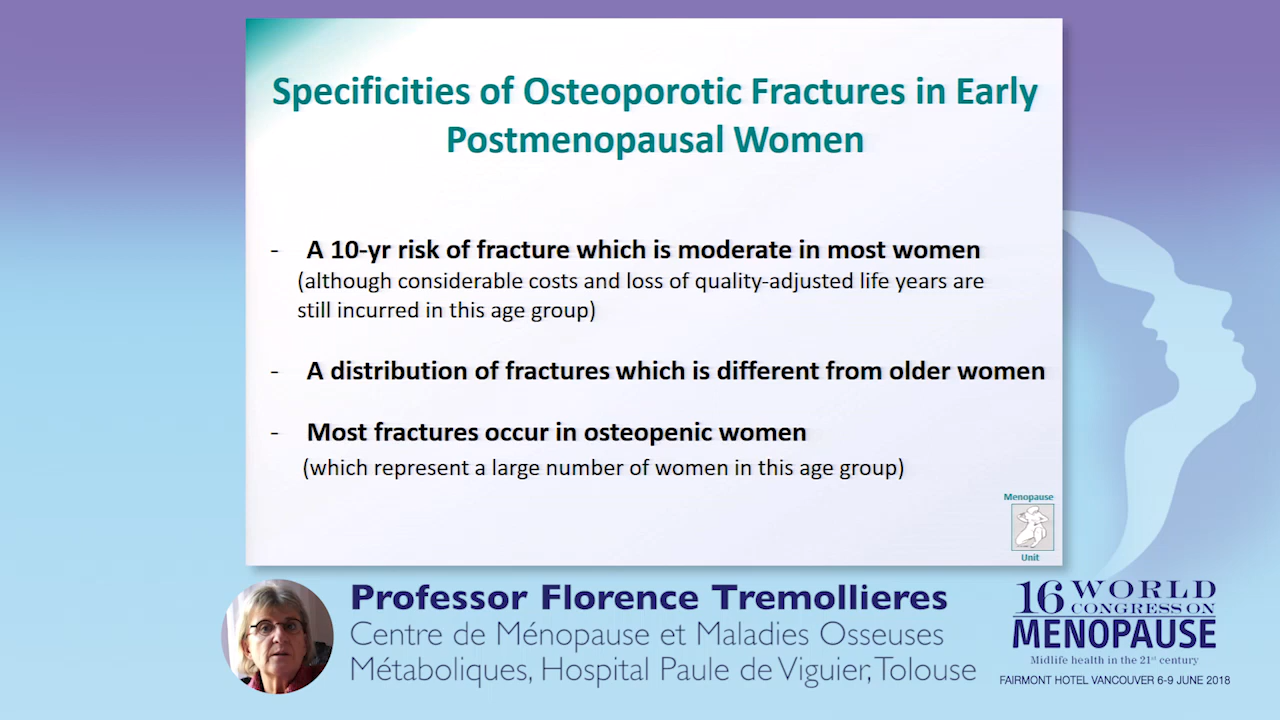 Specificities of Osteoporotic Fractures in Early
Postmenopausal Women
- A 10-yr risk of fracture which is moderate in most women
(although considerable costs and loss of quality-adjusted life years are
still incurred in this age group)
- A distribution of fractures which is different from older women
- Most fractures occur in osteopenic women
(which represent a large number of women in this age group)
Menopause
Unit
Professor Florence Tremollieres
Centre de Ménopause et Maladies Osseuses
Métaboliques, Hospital Paule de Viguier, Tolouse
16 WORLD
CONGRESS ON
MENOPAUSE
Midlife health in the 21st century
FAIRMONT HOTEL VANCOUVER 6-9 JUNE 2018